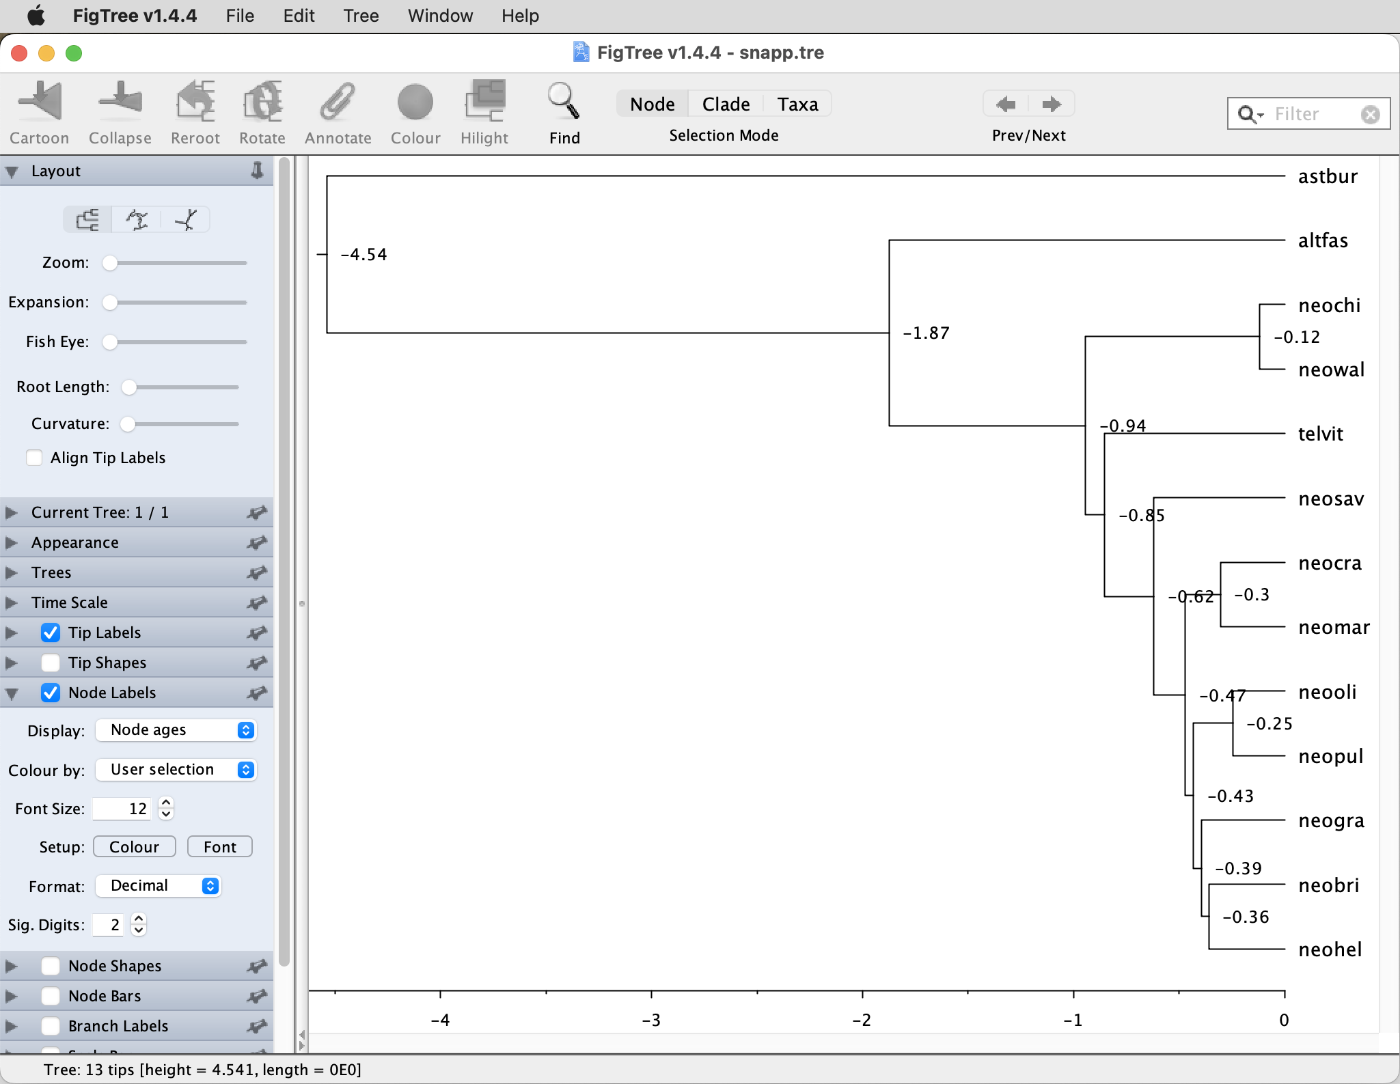 FigTree v1.4.4 File Edit Tree Window Help
FigTree v1.4.4 - snapp.tre
Cartoon Collapse Reroot Rotate Annotate Colour Hilight Find
Node Clade Taxa
Selection Mode
Prev/Next
Filter
Layout
Zoom:
Expansion:
Fish Eye:
Root Length:
Curvature:
Align Tip Labels
Current Tree: 1 / 1
Appearance
Trees
Time Scale
Tip Labels
Tip Shapes
Node Labels
Display: Node ages
Colour by: User selection
Font Size: 12
Setup: Colour Font
Format: Decimal
Sig. Digits: 2
Node Shapes
Node Bars
Branch Labels
astbur
-4.54
altfas
-1.87
neochi
-0.12
neowal
-0.94
telvit
neosav
-0.85
neocra
-0.62
-0.3
neomar
neooli
-0.47
-0.25
neopul
-0.43
neogra
-0.39
neobri
-0.36
neohel
-4 -3 -2 -1 0
Tree: 13 tips [height = 4.541, length = 0E0]